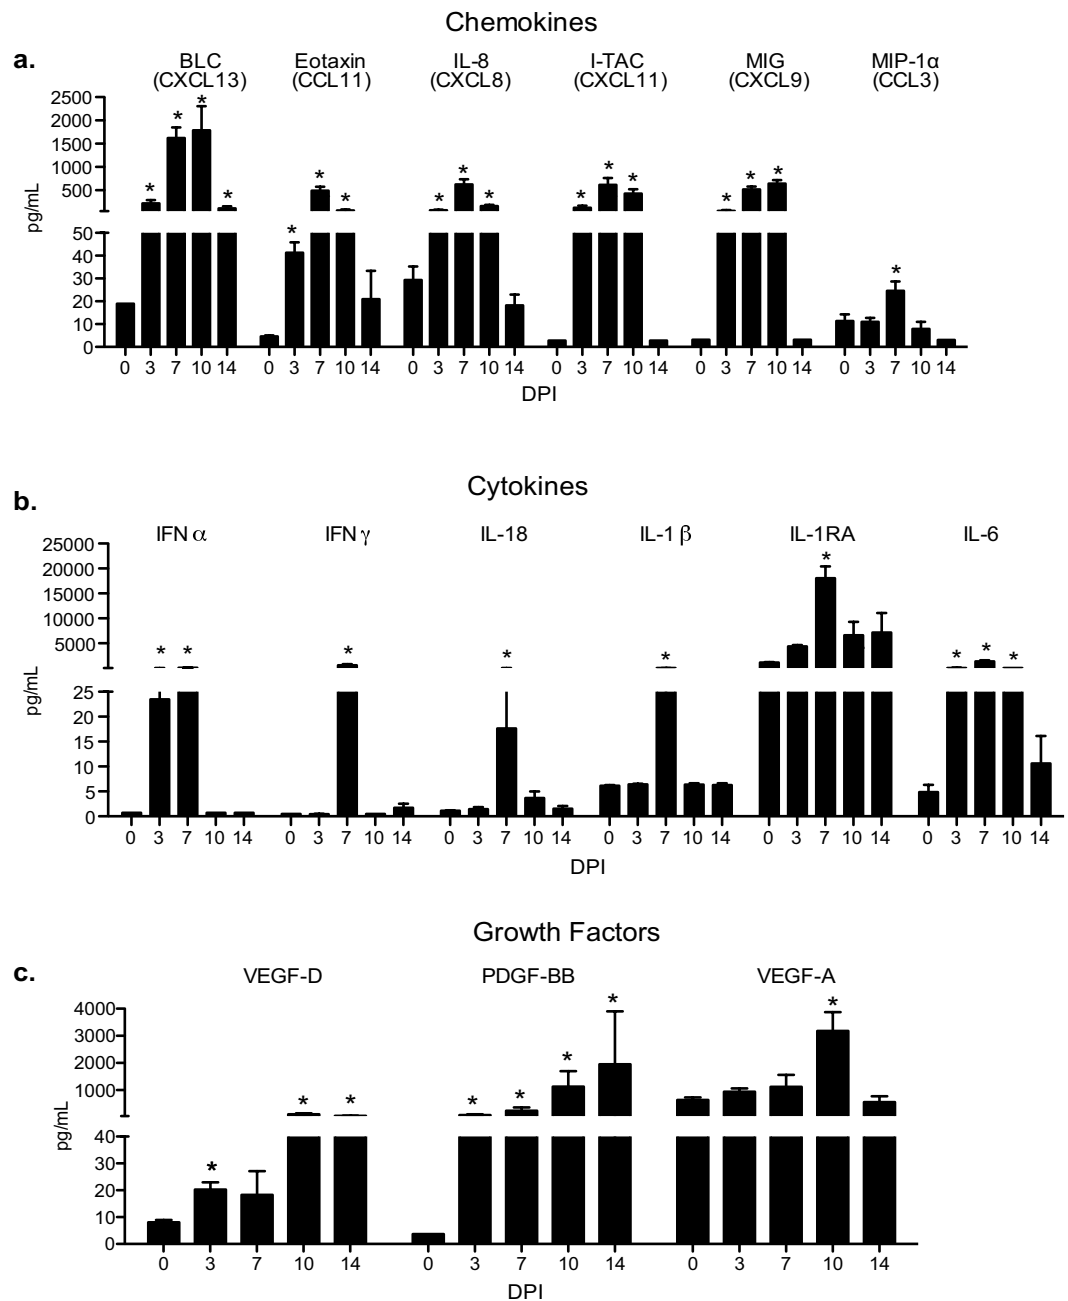 Chemokines
a.
BLC Eotaxin IL-8 I-TAC MIG MIP-1α
(CXCL13) (CCL11) (CXCL8) (CXCL11) (CXCL9) (CCL3)
2500
2000
1500
1000
500
pg/mL
50
40
30
20
10
0
* * * * *
* * *
* * *
* * *
* * *
*
0 3 7 10 14 0 3 7 10 14 0 3 7 10 14 0 3 7 10 14 0 3 7 10 14 0 3 7 10 14
DPI
Cytokines
b.
IFN α IFN γ IL-18 IL-1 β IL-1RA IL-6
25000
20000
15000
10000
5000
pg/mL
25
20
15
10
5
0
* * * * * * * * *
0 3 7 10 14 0 3 7 10 14 0 3 7 10 14 0 3 7 10 14 0 3 7 10 14 0 3 7 10 14
DPI
Growth Factors
c.
VEGF-D PDGF-BB VEGF-A
4000
3000
2000
1000
pg/mL
40
30
20
10
0
* * * * * * * *
0 3 7 10 14 0 3 7 10 14 0 3 7 10 14
DPI